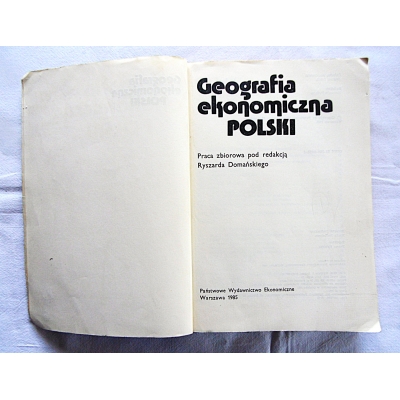 Geografia
ekonomiczna
POLSKI
Praca zbiorowa pod redakcją
Ryszarda Domańskiego
Państwowe Wydawnictwo Ekonomiczne
Warszawa 1985